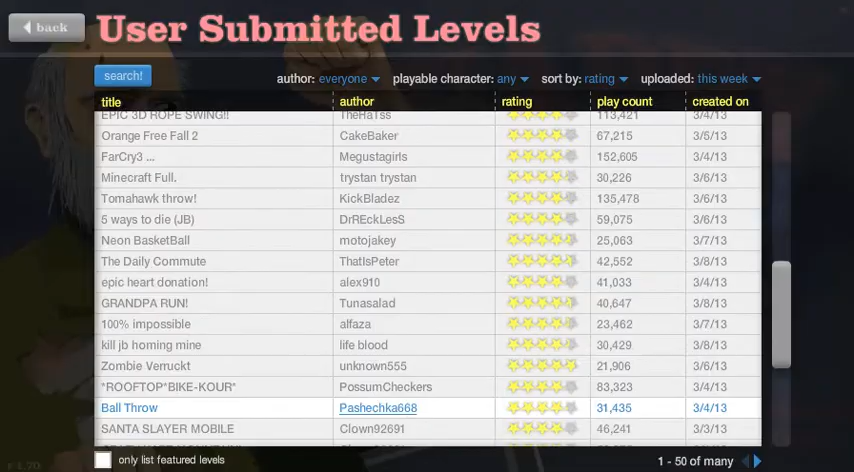 back
User Submitted Levels
search!
author: everyone playable character: any sort by: rating uploaded: this week
title author rating play count created on
EPIC 3D ROPE SWING!! TheHaTss 113,421 3/4/13
Orange Free Fall 2 CakeBaker 67,215 3/5/13
FarCry3 ... Megustagirls 152,605 3/4/13
Minecraft Full. trystan trystan 30,226 3/6/13
Tomahawk throw! KickBladez 135,478 3/6/13
5 ways to die (JB) DrREckLesS 59,075 3/6/13
Neon BasketBall motojakey 25,063 3/7/13
The Daily Commute ThatIsPeter 42,552 3/8/13
epic heart donation! alex910 41,033 3/4/13
GRANDPA RUN! Tunasalad 40,647 3/8/13
100% impossible alfaza 23,462 3/7/13
kill jb homing mine life blood 30,429 3/8/13
Zombie Verruckt unknown555 21,906 3/6/13
*ROOFTOP*BIKE-KOUR* PossumCheckers 83,323 3/4/13
Ball Throw Pashechka668 31,435 3/4/13
SANTA SLAYER MOBILE Clown92691 46,241 3/3/13
only list featured levels 1 - 50 of many